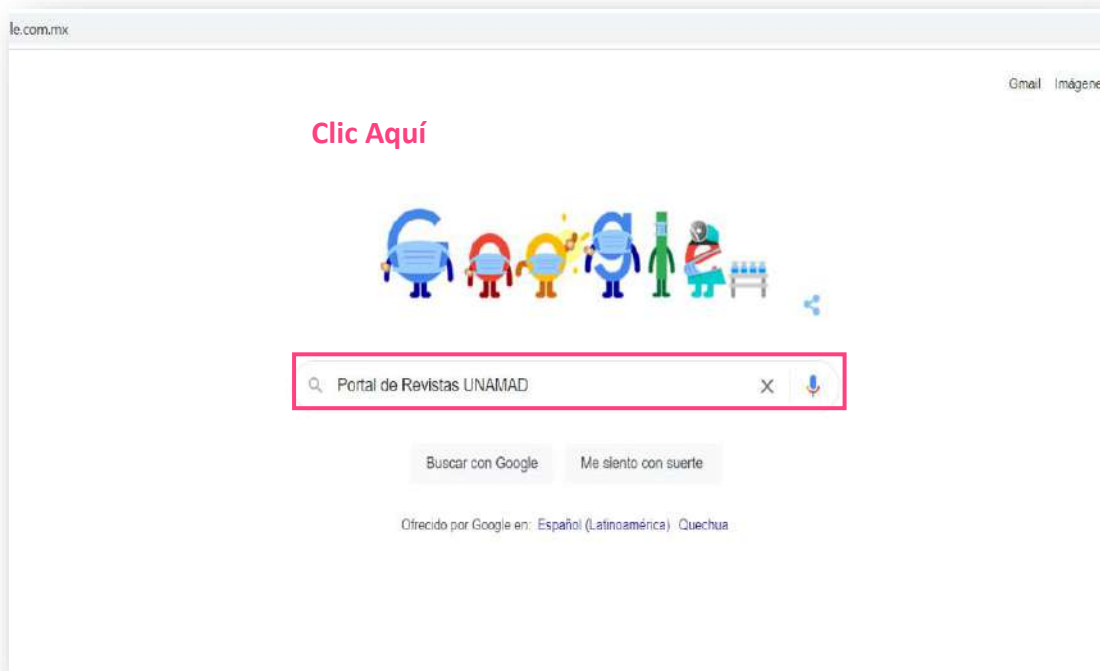 le.com.mx
Gmail Imágene
Clic Aquí
Google
Portal de Revistas UNAMAD
Buscar con Google Me siento con suerte
Ofrecido por Google en: Español (Latinoamérica) Quechua